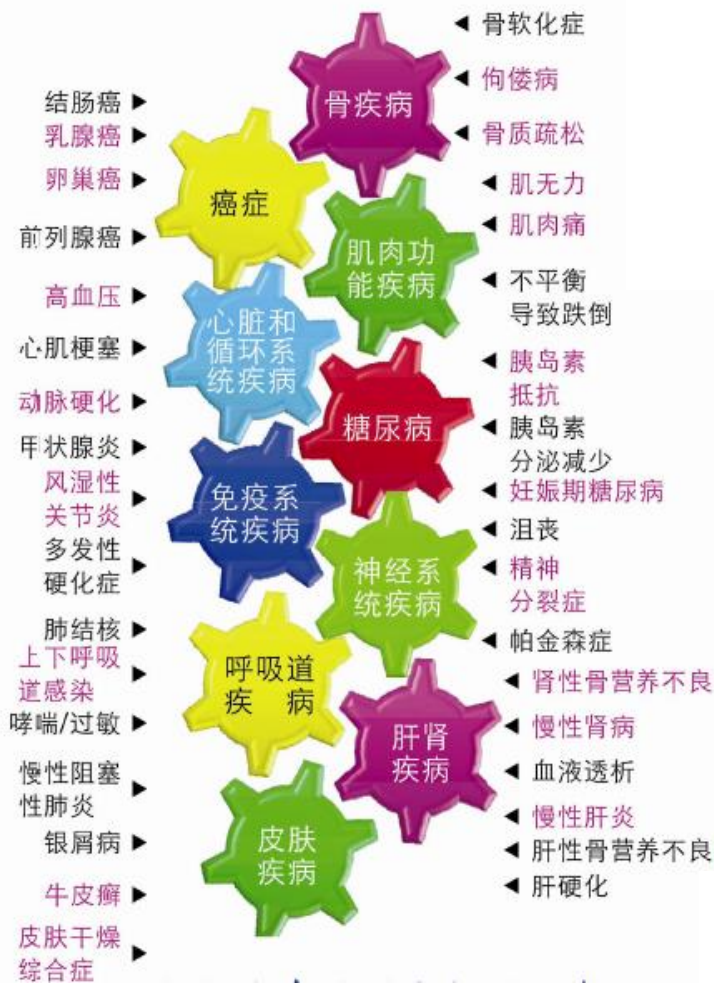 骨软化症
佝偻病
骨质疏松
骨疾病
结肠癌
乳腺癌
卵巢癌
前列腺癌
癌症
肌无力
肌肉痛
不平衡
导致跌倒
肌肉功
能疾病
高血压
心肌梗塞
动脉硬化
心脏和
循环系
统疾病
胰岛素
抵抗
胰岛素
分泌减少
妊娠期糖尿病
糖尿病
甲状腺炎
风湿性
关节炎
多发性
硬化症
免疫系
统疾病
沮丧
精神
分裂症
帕金森症
神经系
统疾病
肺结核
上下呼吸
道感染
哮喘/过敏
慢性阻塞
性肺炎
呼吸道
疾 病
肾性骨营养不良
慢性肾病
血液透析
慢性肝炎
肝性骨营养不良
肝硬化
肝肾
疾病
银屑病
牛皮癣
皮肤干燥
综合症
皮肤
疾病